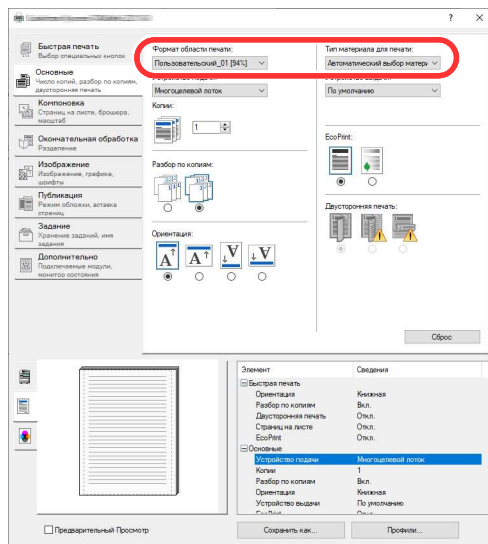 Быстрая печать
Выбор специальных кнопок
Основные
Число копий, разбор по копиям,
двусторонняя печать
Компоновка
Страниц на листе, брошюра,
масштаб
Окончательная обработка
Разделение
Изображение
Изображение, графика,
шрифты
Публикация
Режим обложки, вставка
страниц
Задание
Хранение заданий, имя
задания
Дополнительно
Подключаемые модули,
монитор состояния
Формат области печати:
Пользовательский_01 [94%]
Многоцелевой лоток
Копии:
1
Разбор по копиям:
Ориентация:
A A A A
Тип материала для печати:
Автоматический выбор матери
По умолчанию
EcoPrint:
Двусторонняя печать:
Сброс
Элемент Сведения
Быстрая печать
Ориентация Книжная
Разбор по копиям Вкл.
Двусторонняя печать Откл.
Страниц на листе Откл.
EcoPrint Откл.
Основные
Устройство подачи Многоцелевой лоток
Копии 1
Разбор по копиям Вкл.
Ориентация Книжная
Устройство выдачи По умолчанию
Предварительный Просмотр
Сохранить как...
Профили...